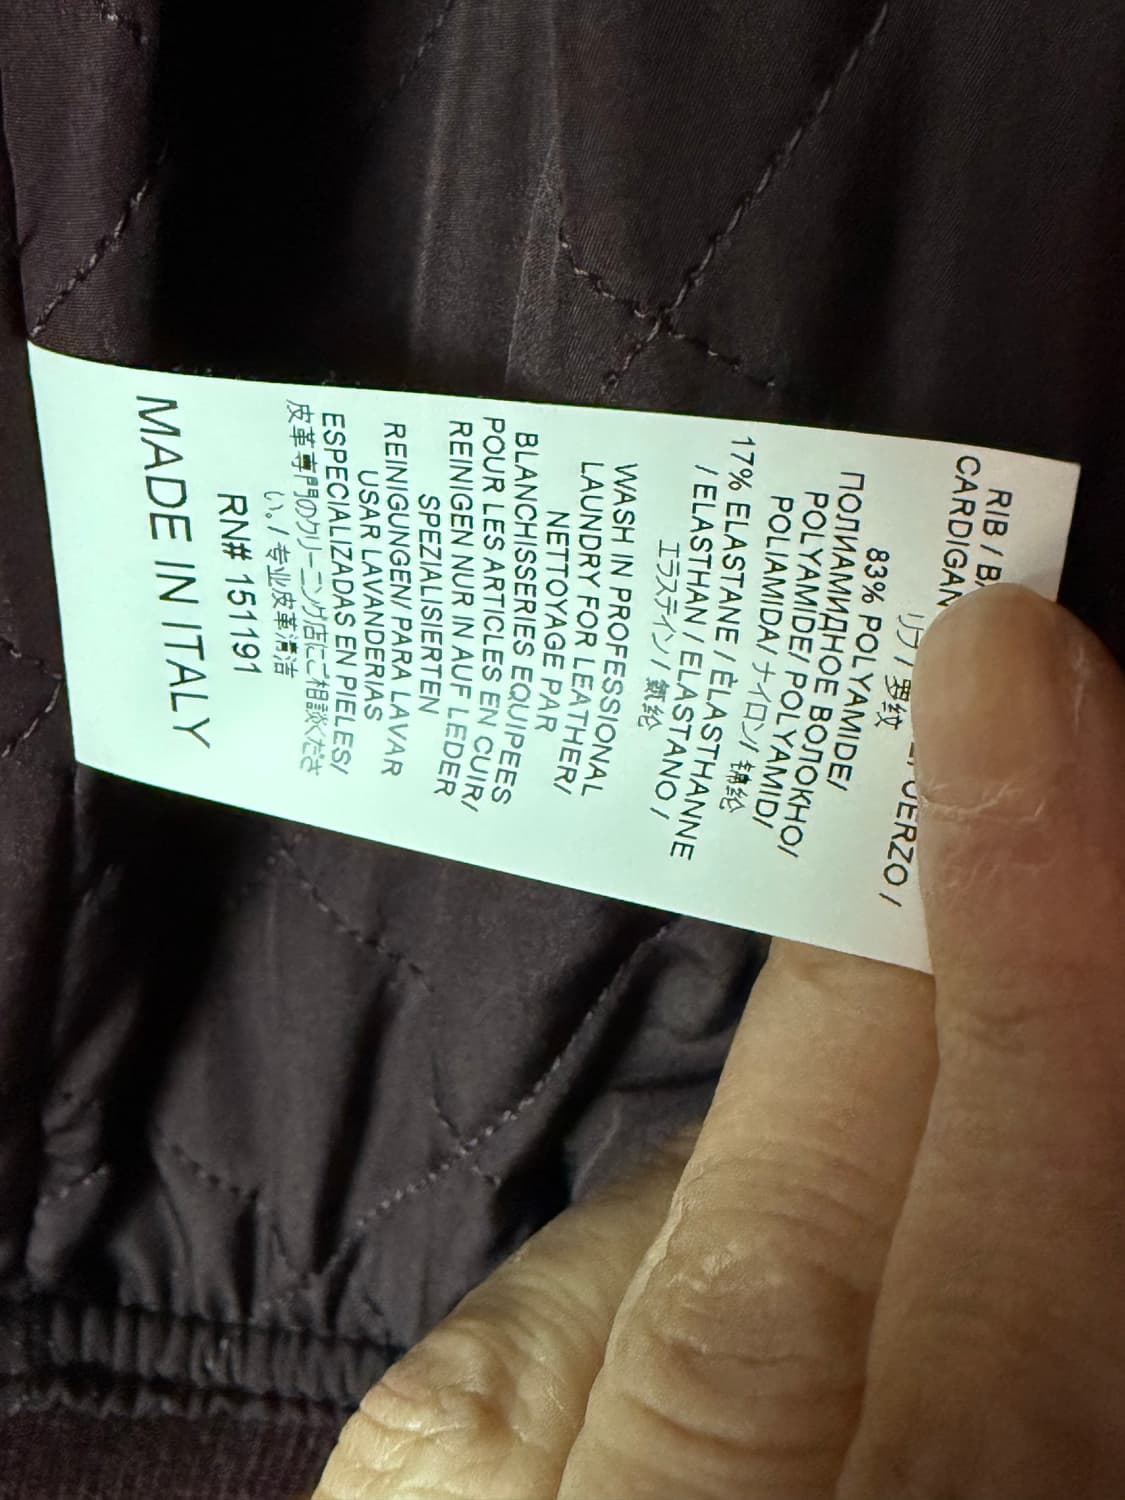 RIB /
CARDIGAN
リブ / 罗纹
83% POLYAMIDE/
ПОЛИАМИДНОЕ ВОЛОКНО/
POLYAMIDE/ POLYAMID/
POLIAMIDA/ ナイロン/ 锦纶
17% ELASTANE / ÉLASTHANNE
/ ELASTHAN / ELASTANO /
エラスティン / 氨纶
WASH IN PROFESSIONAL
LAUNDRY FOR LEATHER/
NETTOYAGE PAR
BLANCHISSERIES EQUIPEES
POUR LES ARTICLES EN CUIR/
REINIGEN NUR IN AUF LEDER
SPEZIALISIERTEN
REINIGUNGEN/ PARA LAVAR
USAR LAVANDERIAS
ESPECIALIZADAS EN PIELES/
皮革専門のクリーニング店にご相談くださ
い。/ 专业皮革清洁
RN# 151191
MADE IN ITALY